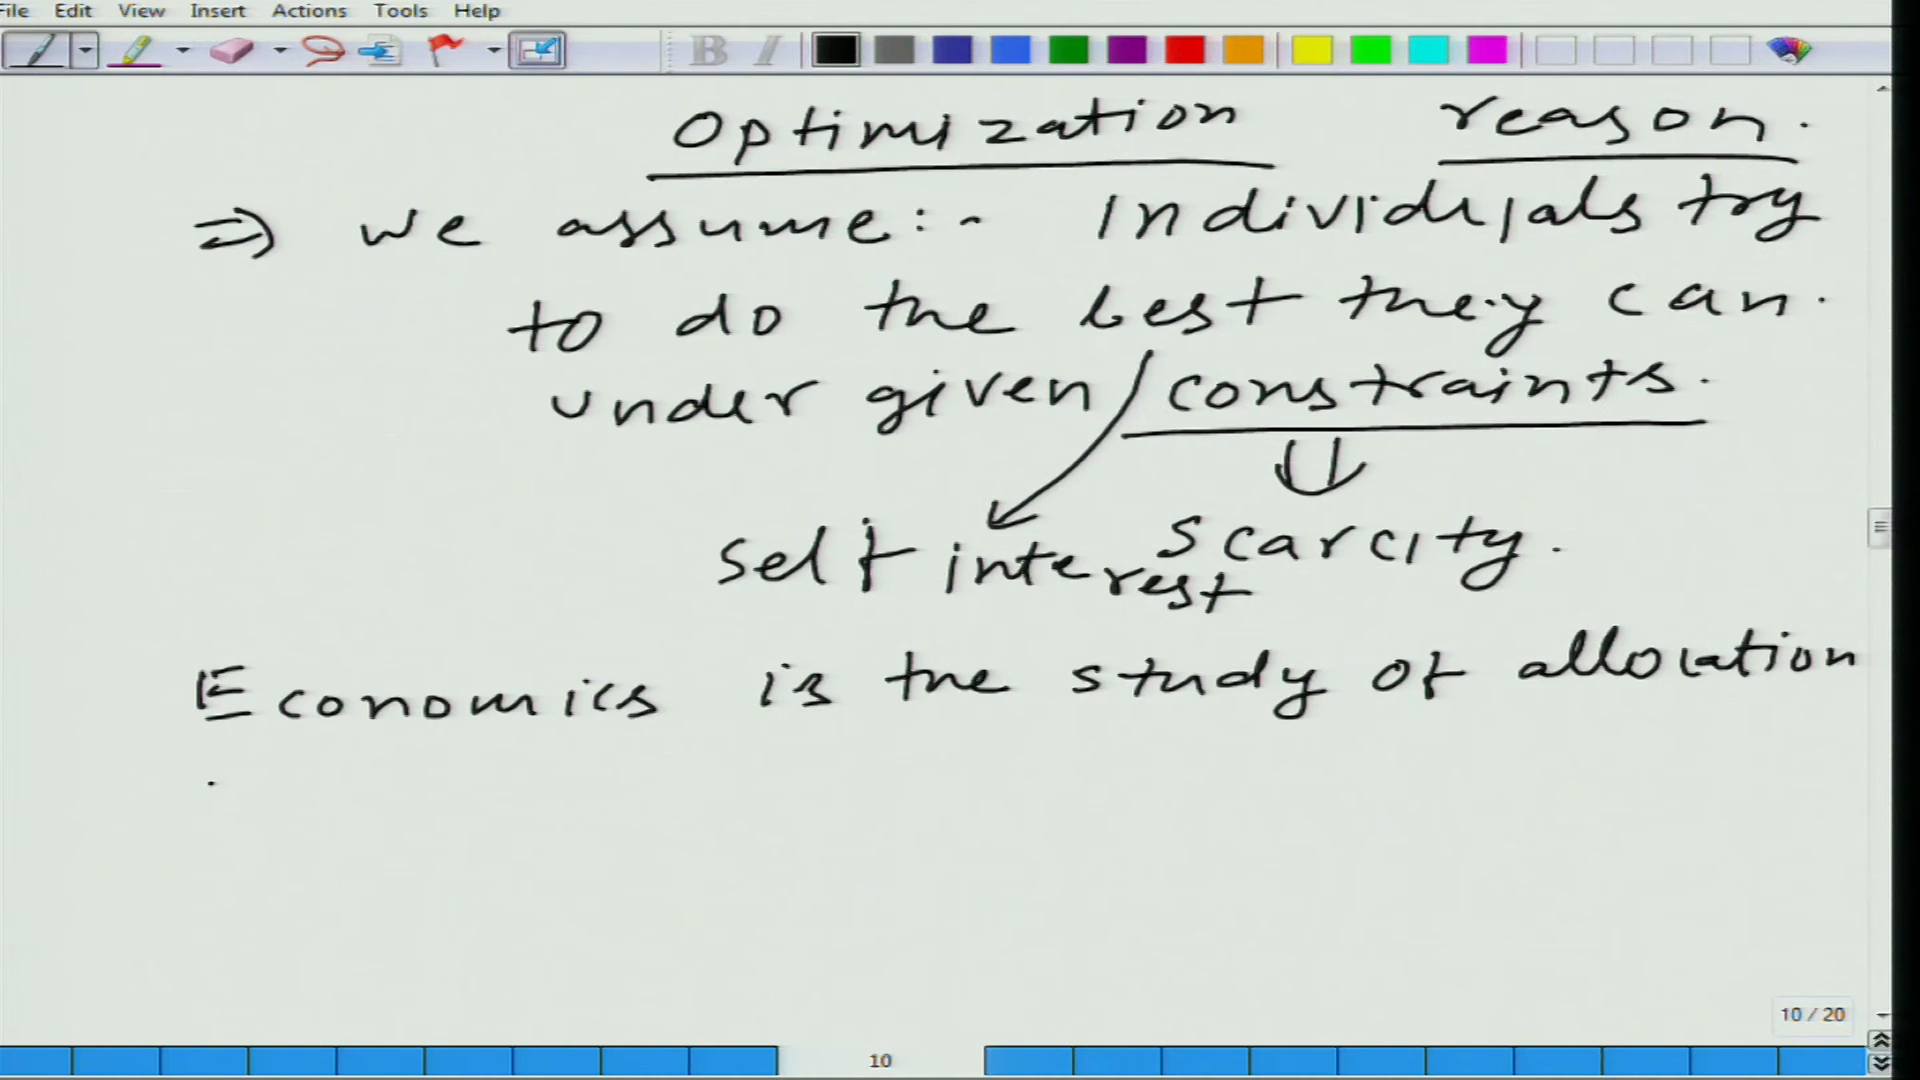 File Edit View Insert Actions Tools Help
B I
Optimization reason.
⇒ we assume:- Individuals try
to do the best they can.
under given constraints.
⇓
self interest scarcity.
Economics is the study of allocation
.
10 / 20
10